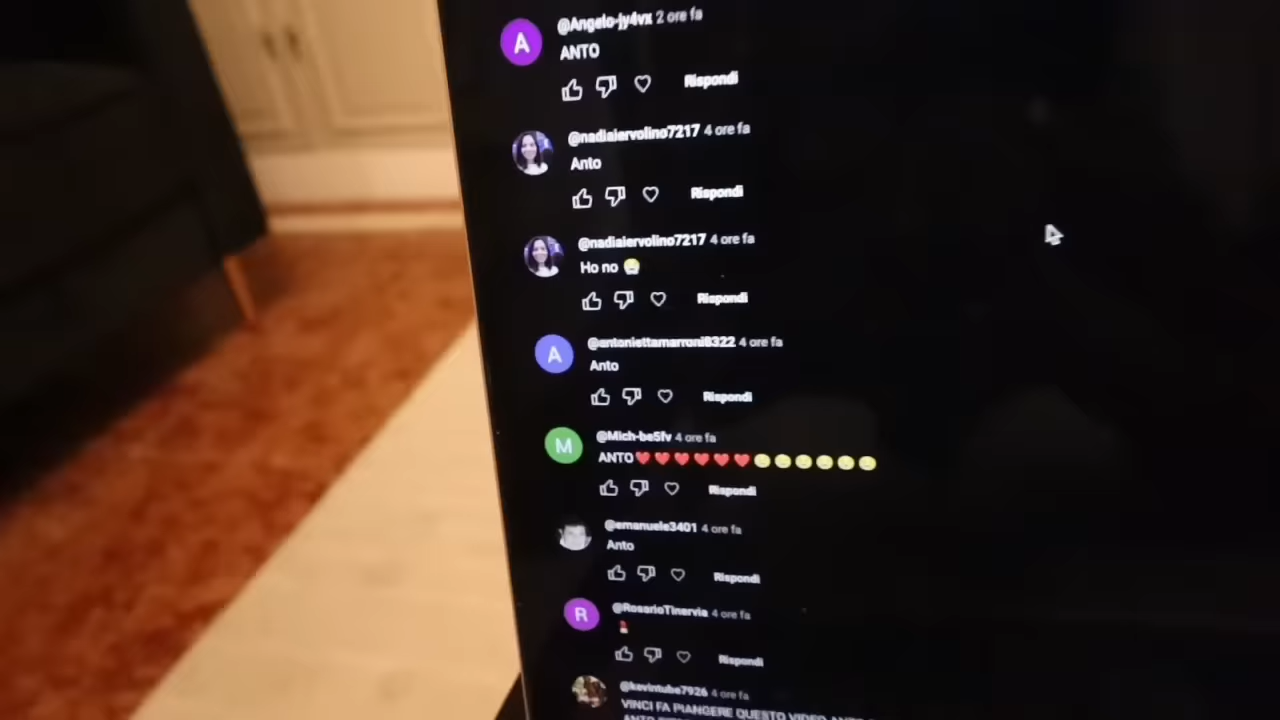 A
@Angelo-jy4vx 2 ore fa
ANTO
Rispondi
@nadiaiervolino7217 4 ore fa
Anto
Rispondi
@nadiaiervolino7217 4 ore fa
Ho no 😭
Rispondi
A
@antoniettamarroni8322 4 ore fa
Anto
Rispondi
M
@Mich-be5fv 4 ore fa
ANTO❤❤❤❤❤❤
Rispondi
@emanuele3401 4 ore fa
Anto
Rispondi
R
@RosarioTinervia 4 ore fa
Rispondi
@kevintube7926 4 ore fa
VINCI FA PIANGERE QUESTO VIDEO